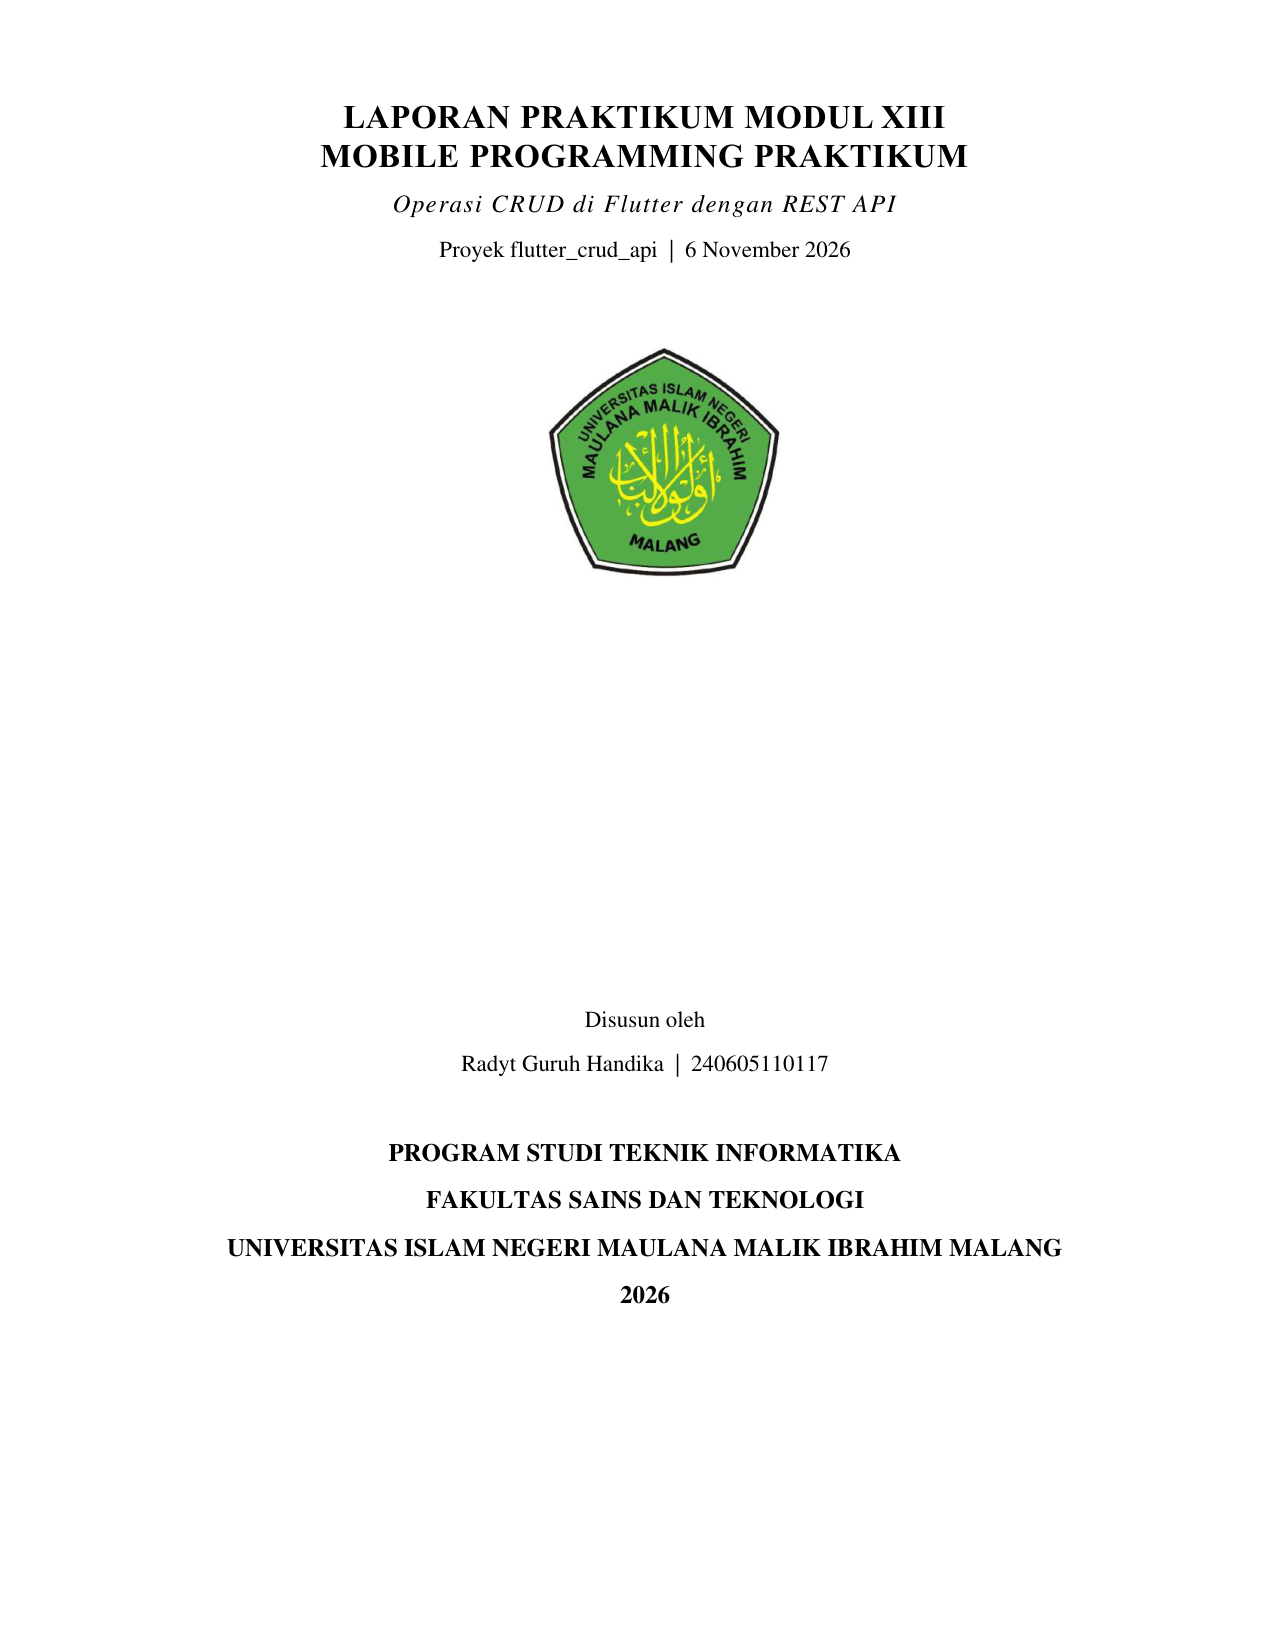 LAPORAN PRAKTIKUM MODUL XIII
MOBILE PROGRAMMING PRAKTIKUM
Operasi CRUD di Flutter dengan REST API
Proyek flutter_crud_api | 6 November 2026
UNIVERSITAS ISLAM NEGERI
MAULANA MALIK IBRAHIM
MALANG
Disusun oleh
Radyt Guruh Handika | 240605110117
PROGRAM STUDI TEKNIK INFORMATIKA
FAKULTAS SAINS DAN TEKNOLOGI
UNIVERSITAS ISLAM NEGERI MAULANA MALIK IBRAHIM MALANG
2026